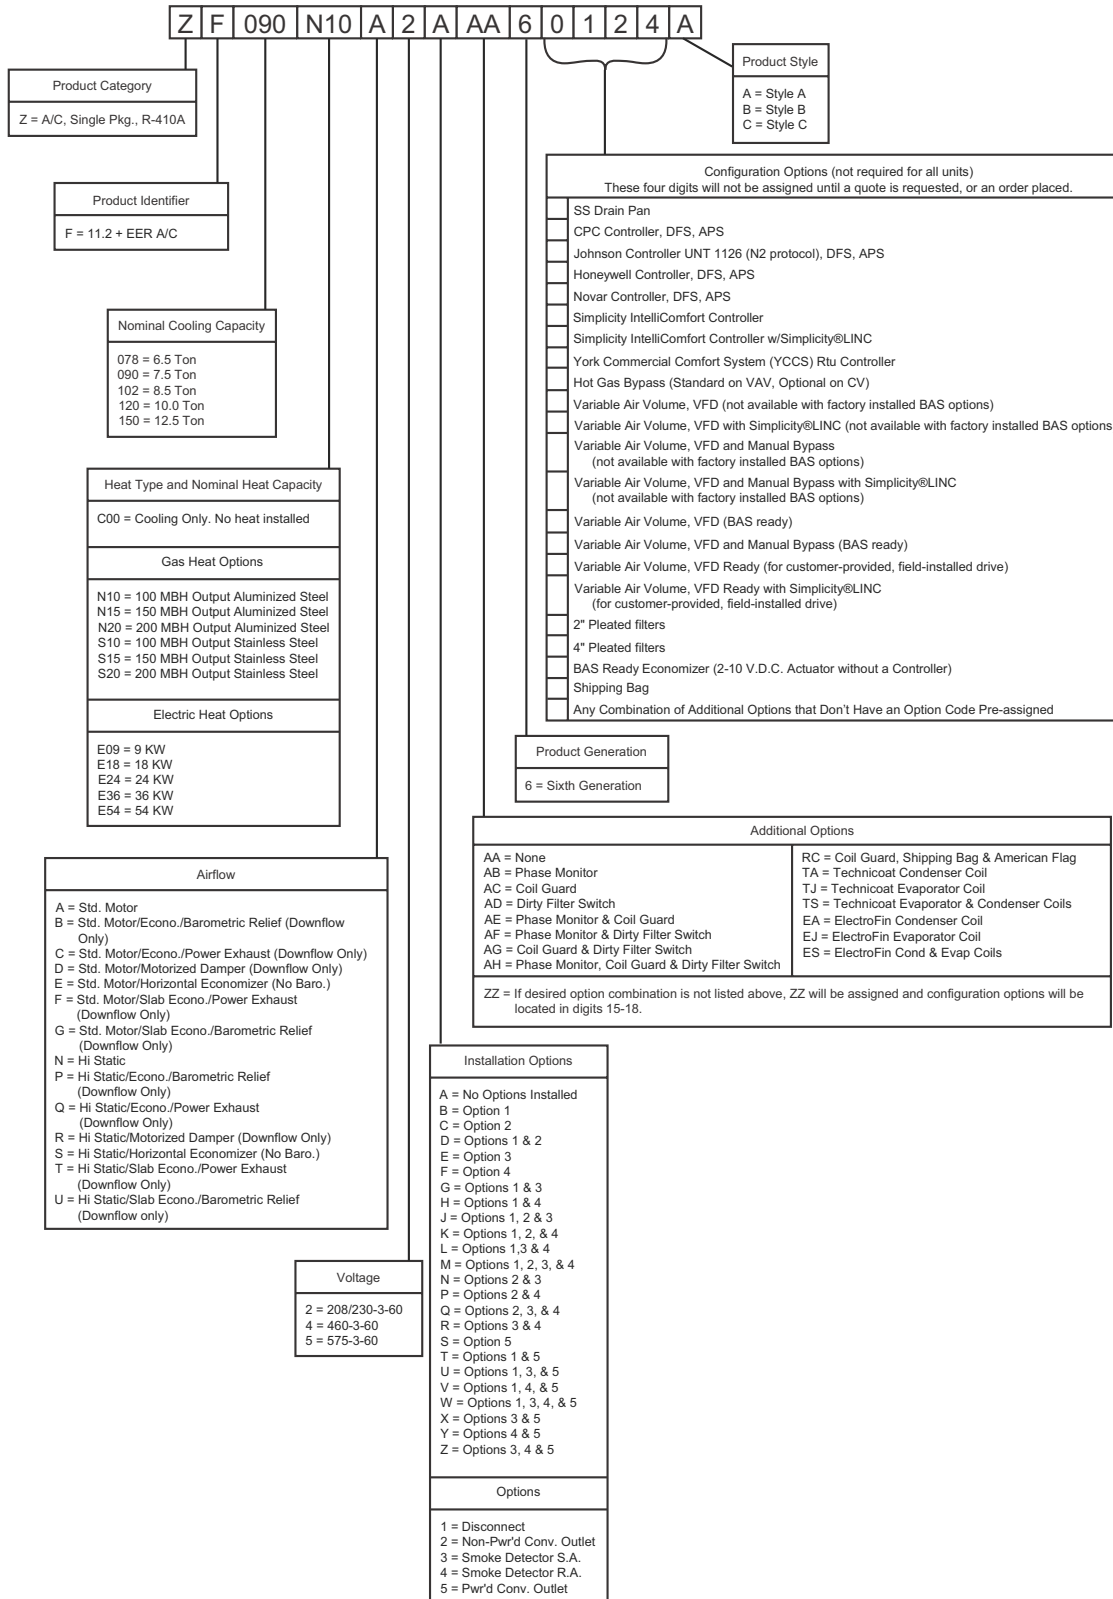 Z F 090 N10 A 2 A AA 6 0 1 2 4 A
Product Category
Z = A/C, Single Pkg., R-410A
Product Style
A = Style A
B = Style B
C = Style C
Product Identifier
F = 11.2 + EER A/C
Configuration Options (not required for all units)
These four digits will not be assigned until a quote is requested, or an order placed.
SS Drain Pan
CPC Controller, DFS, APS
Johnson Controller UNT 1126 (N2 protocol), DFS, APS
Honeywell Controller, DFS, APS
Novar Controller, DFS, APS
Simplicity IntelliComfort Controller
Simplicity IntelliComfort Controller w/Simplicity®LINC
York Commercial Comfort System (YCCS) Rtu Controller
Hot Gas Bypass (Standard on VAV, Optional on CV)
Variable Air Volume, VFD (not available with factory installed BAS options)
Variable Air Volume, VFD with Simplicity®LINC (not available with factory installed BAS options
Variable Air Volume, VFD and Manual Bypass
(not available with factory installed BAS options)
Variable Air Volume, VFD and Manual Bypass with Simplicity®LINC
(not available with factory installed BAS options)
Variable Air Volume, VFD (BAS ready)
Variable Air Volume, VFD and Manual Bypass (BAS ready)
Variable Air Volume, VFD Ready (for customer-provided, field-installed drive)
Variable Air Volume, VFD Ready with Simplicity®LINC
(for customer-provided, field-installed drive)
2" Pleated filters
4" Pleated filters
BAS Ready Economizer (2-10 V.D.C. Actuator without a Controller)
Shipping Bag
Any Combination of Additional Options that Don't Have an Option Code Pre-assigned
Nominal Cooling Capacity
078 = 6.5 Ton
090 = 7.5 Ton
102 = 8.5 Ton
120 = 10.0 Ton
150 = 12.5 Ton
Heat Type and Nominal Heat Capacity
C00 = Cooling Only. No heat installed
Gas Heat Options
N10 = 100 MBH Output Aluminized Steel
N15 = 150 MBH Output Aluminized Steel
N20 = 200 MBH Output Aluminized Steel
S10 = 100 MBH Output Stainless Steel
S15 = 150 MBH Output Stainless Steel
S20 = 200 MBH Output Stainless Steel
Electric Heat Options
E09 = 9 KW
E18 = 18 KW
E24 = 24 KW
E36 = 36 KW
E54 = 54 KW
Product Generation
6 = Sixth Generation
Additional Options
AA = None
AB = Phase Monitor
AC = Coil Guard
AD = Dirty Filter Switch
AE = Phase Monitor & Coil Guard
AF = Phase Monitor & Dirty Filter Switch
AG = Coil Guard & Dirty Filter Switch
AH = Phase Monitor, Coil Guard & Dirty Filter Switch
RC = Coil Guard, Shipping Bag & American Flag
TA = Technicoat Condenser Coil
TJ = Technicoat Evaporator Coil
TS = Technicoat Evaporator & Condenser Coils
EA = ElectroFin Condenser Coil
EJ = ElectroFin Evaporator Coil
ES = ElectroFin Cond & Evap Coils
ZZ = If desired option combination is not listed above, ZZ will be assigned and configuration options will be
located in digits 15-18.
Airflow
A = Std. Motor
B = Std. Motor/Econo./Barometric Relief (Downflow
Only)
C = Std. Motor/Econo./Power Exhaust (Downflow Only)
D = Std. Motor/Motorized Damper (Downflow Only)
E = Std. Motor/Horizontal Economizer (No Baro.)
F = Std. Motor/Slab Econo./Power Exhaust
(Downflow Only)
G = Std. Motor/Slab Econo./Barometric Relief
(Downflow Only)
N = Hi Static
P = Hi Static/Econo./Barometric Relief
(Downflow Only)
Q = Hi Static/Econo./Power Exhaust
(Downflow Only)
R = Hi Static/Motorized Damper (Downflow Only)
S = Hi Static/Horizontal Economizer (No Baro.)
T = Hi Static/Slab Econo./Power Exhaust
(Downflow Only)
U = Hi Static/Slab Econo./Barometric Relief
(Downflow only)
Voltage
2 = 208/230-3-60
4 = 460-3-60
5 = 575-3-60
Installation Options
A = No Options Installed
B = Option 1
C = Option 2
D = Options 1 & 2
E = Option 3
F = Option 4
G = Options 1 & 3
H = Options 1 & 4
J = Options 1, 2 & 3
K = Options 1, 2, & 4
L = Options 1,3 & 4
M = Options 1, 2, 3, & 4
N = Options 2 & 3
P = Options 2 & 4
Q = Options 2, 3, & 4
R = Options 3 & 4
S = Option 5
T = Options 1 & 5
U = Options 1, 3, & 5
V = Options 1, 4, & 5
W = Options 1, 3, 4, & 5
X = Options 3 & 5
Y = Options 4 & 5
Z = Options 3, 4 & 5
Options
1 = Disconnect
2 = Non-Pwr'd Conv. Outlet
3 = Smoke Detector S.A.
4 = Smoke Detector R.A.
5 = Pwr'd Conv. Outlet